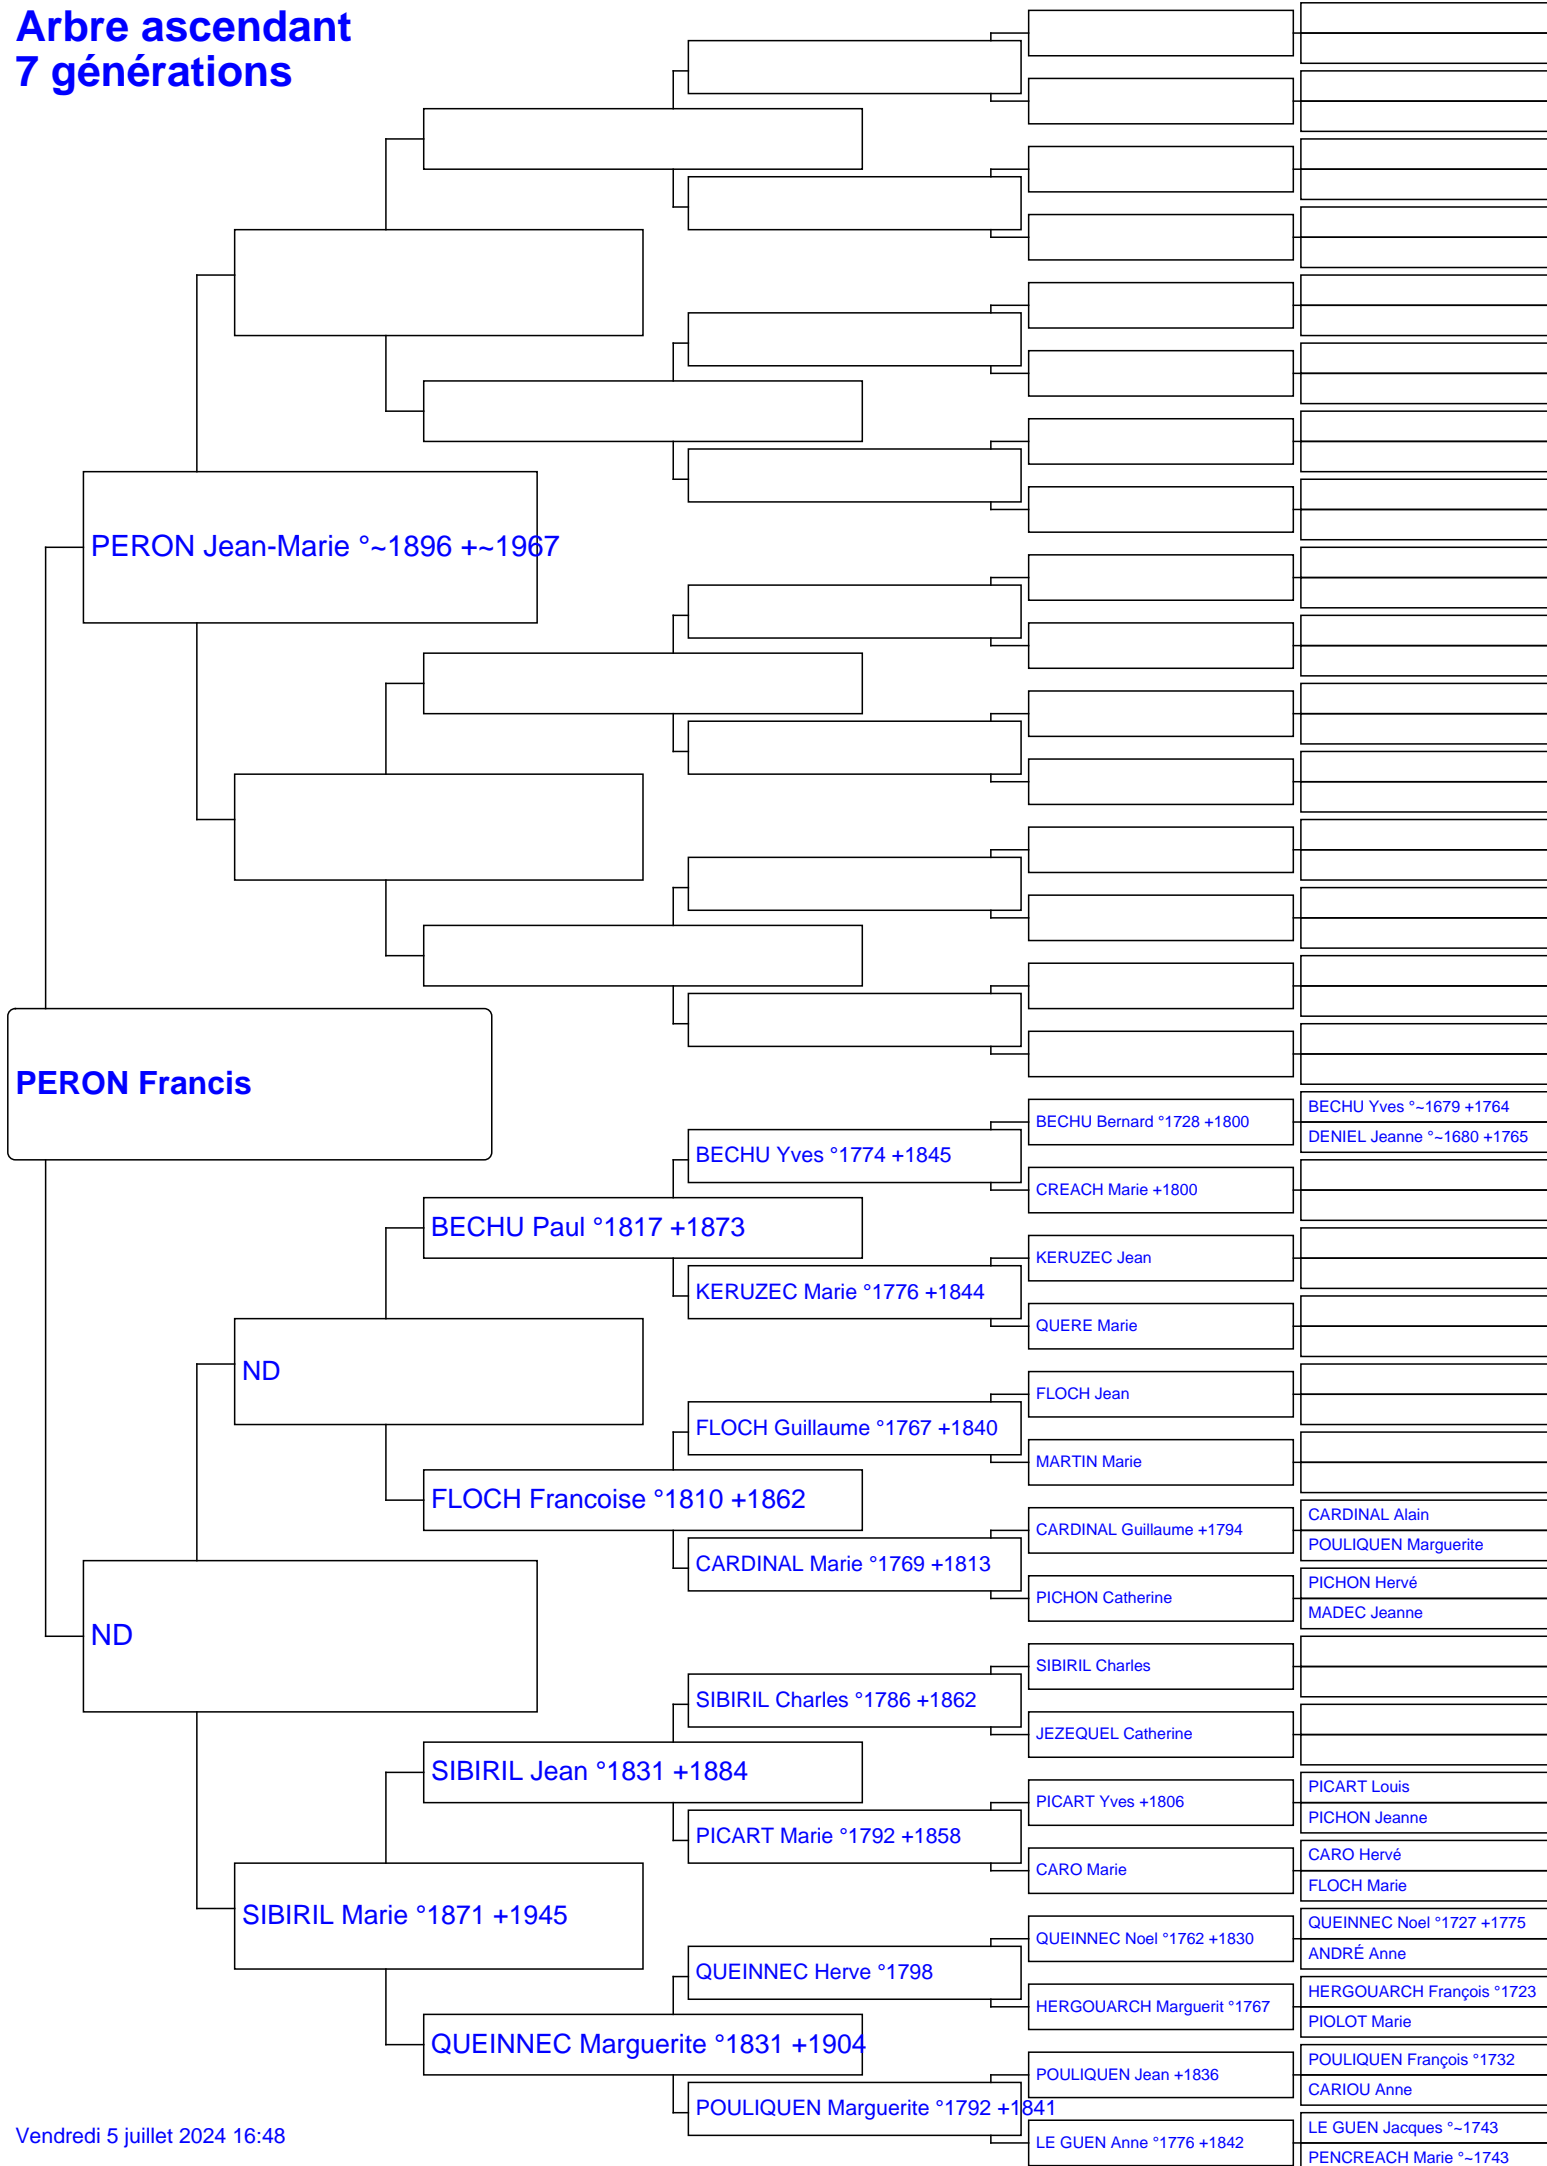 Arbre ascendant
7 générations
PERON Jean-Marie °~1896 +~1967
PERON Francis
BECHU Yves °~1679 +1764
BECHU Bernard °1728 +1800
DENIEL Jeanne °~1680 +1765
BECHU Yves °1774 +1845
CREACH Marie +1800
BECHU Paul °1817 +1873
KERUZEC Jean
KERUZEC Marie °1776 +1844
QUERE Marie
ND
FLOCH Jean
FLOCH Guillaume °1767 +1840
MARTIN Marie
FLOCH Francoise °1810 +1862
CARDINAL Alain
CARDINAL Guillaume +1794
POULIQUEN Marguerite
CARDINAL Marie °1769 +1813
PICHON Hervé
PICHON Catherine
MADEC Jeanne
ND
SIBIRIL Charles
SIBIRIL Charles °1786 +1862
JEZEQUEL Catherine
SIBIRIL Jean °1831 +1884
PICART Louis
PICART Yves +1806
PICHON Jeanne
PICART Marie °1792 +1858
CARO Hervé
CARO Marie
FLOCH Marie
SIBIRIL Marie °1871 +1945
QUEINNEC Noel °1727 +1775
QUEINNEC Noel °1762 +1830
ANDRÉ Anne
QUEINNEC Herve °1798
HERGOUARCH François °1723
HERGOUARCH Marguerit °1767
PIOLOT Marie
QUEINNEC Marguerite °1831 +1904
POULIQUEN François °1732
POULIQUEN Jean +1836
CARIOU Anne
POULIQUEN Marguerite °1792 +1841
LE GUEN Jacques °~1743
LE GUEN Anne °1776 +1842
PENCREACH Marie °~1743
Vendredi 5 juillet 2024 16:48